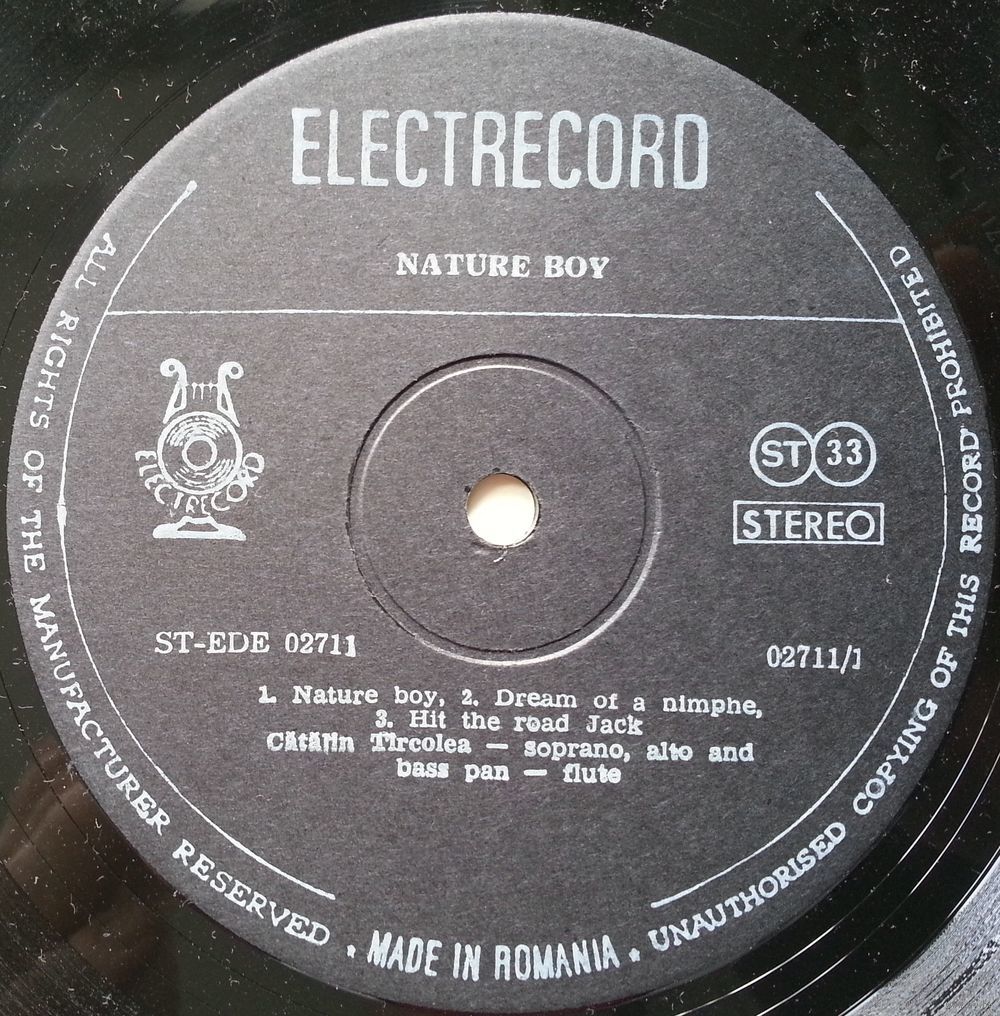 ELECTRECORD
NATURE BOY
ELECTRECORD
ST 33
STEREO
ST-EDE 02711
02711/1
1. Nature boy, 2. Dream of a nimphe,
3. Hit the road Jack
Cătălin Tîrcolea — soprano, alto and
bass pan — flute
ALL RIGHTS OF THE MANUFACTURER RESERVED . MADE IN ROMANIA . UNAUTHORISED COPYING OF THIS RECORD PROHIBITED